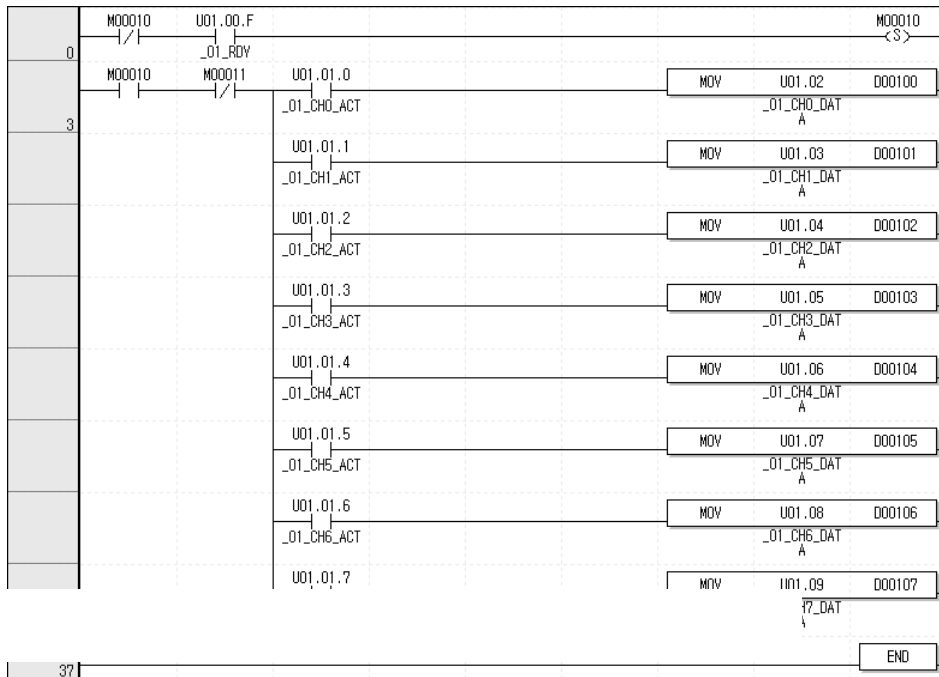 M00010 U01.00.F M00010
S
0 _01_RDY
M00010 M00011 U01.01.0 MOV U01.02 D00100
_01_CH0_ACT _01_CH0_DAT
A
3
U01.01.1 MOV U01.03 D00101
_01_CH1_ACT _01_CH1_DAT
A
U01.01.2 MOV U01.04 D00102
_01_CH2_ACT _01_CH2_DAT
A
U01.01.3 MOV U01.05 D00103
_01_CH3_ACT _01_CH3_DAT
A
U01.01.4 MOV U01.06 D00104
_01_CH4_ACT _01_CH4_DAT
A
U01.01.5 MOV U01.07 D00105
_01_CH5_ACT _01_CH5_DAT
A
U01.01.6 MOV U01.08 D00106
_01_CH6_ACT _01_CH6_DAT
A
U01.01.7 MOV U01.09 D00107
END
37